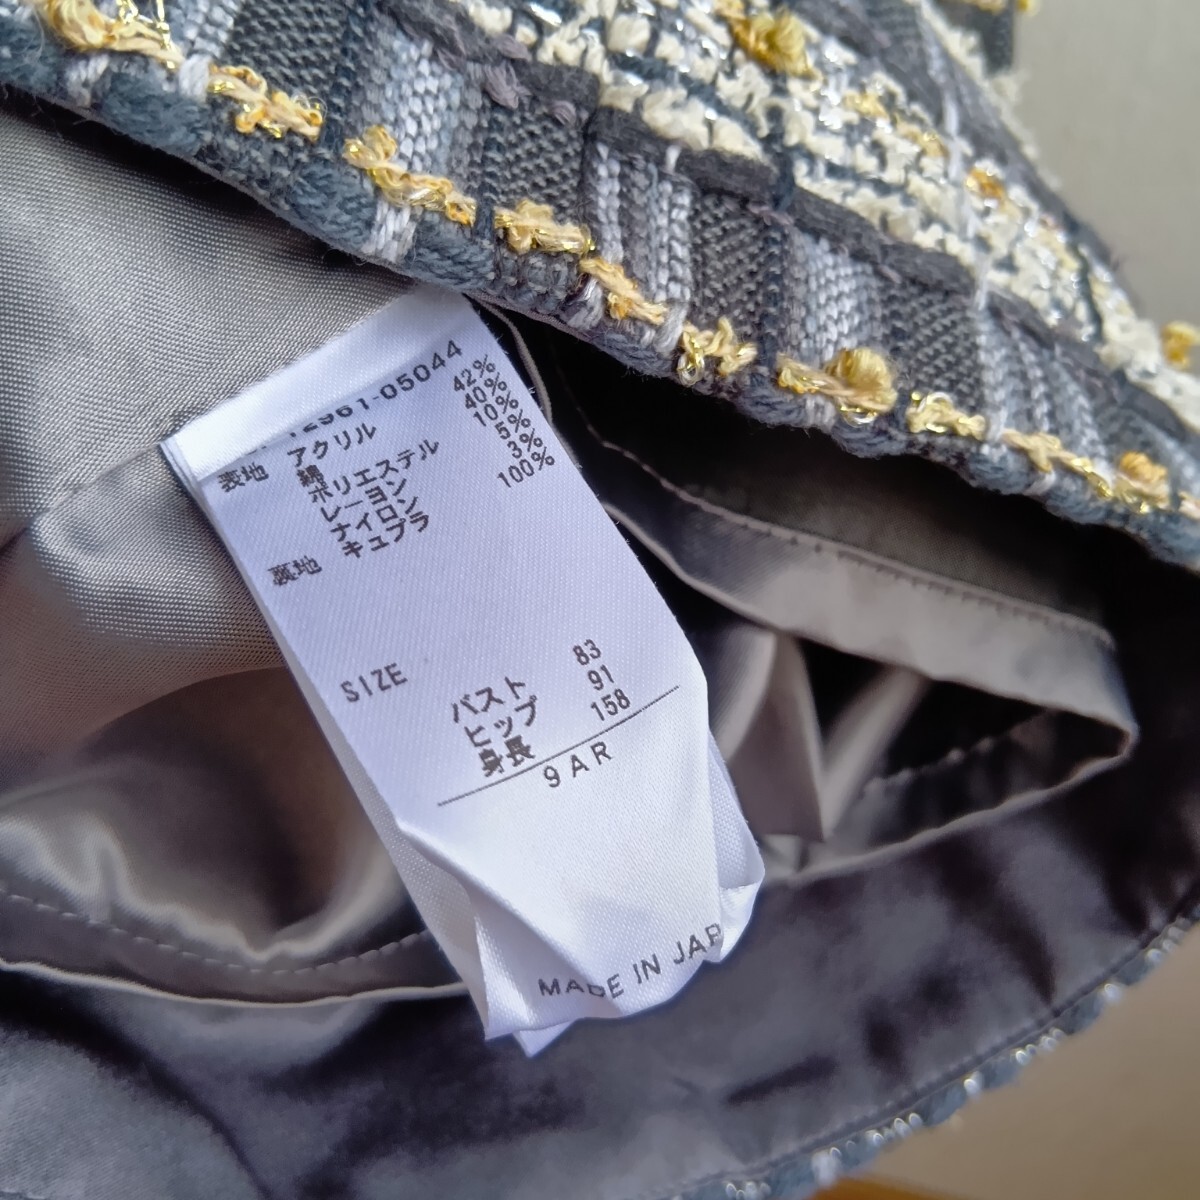 12961-05044
表地 アクリル 42%
綿 40%
ポリエステル 10%
レーヨン 5%
ナイロン 3%
裏地 キュプラ 100%
SIZE
バスト 83
ヒップ 91
身長 158
9AR
MADE IN JAP